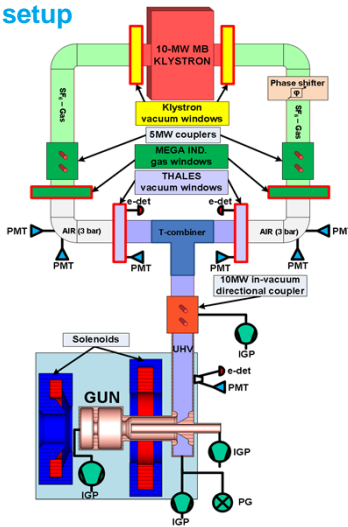 setup
10-MW MB
KLYSTRON
Phase shifter
φ
SF₆ – Gas
SF₆ – Gas
Klystron
vacuum windows
5MW couplers
MEGA IND.
gas windows
THALES
vacuum windows
e-det
e-det
PMT
AIR (3 bar)
T-combiner
AIR (3 bar)
PMT
PMT
PMT
PMT
PMT
10MW in-vacuum
directional coupler
Solenoids
UHV
IGP
e-det
PMT
GUN
IGP
IGP
IGP
PG